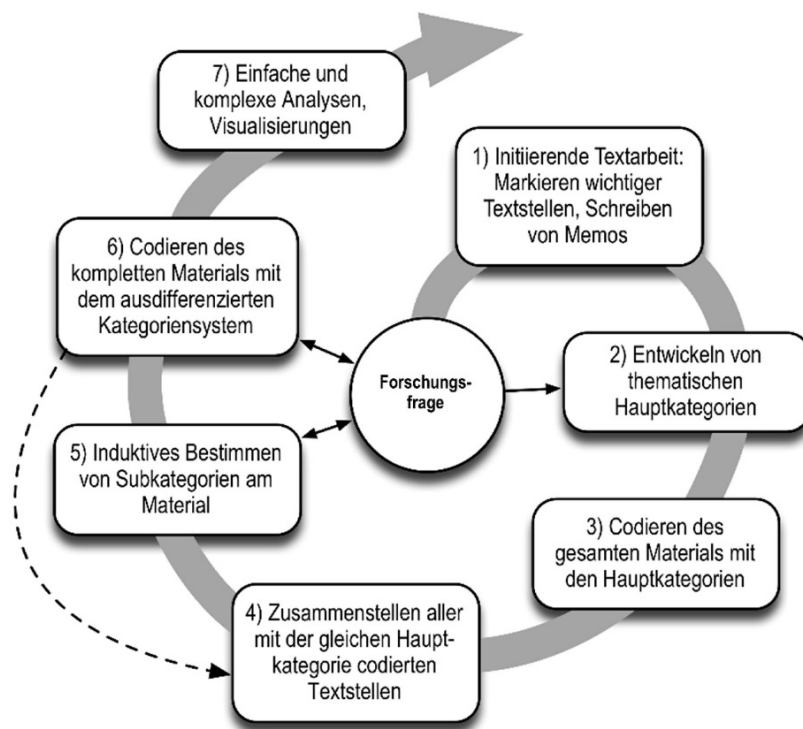 7) Einfache und
komplexe Analysen,
Visualisierungen
1) Initiierende Textarbeit:
Markieren wichtiger
Textstellen, Schreiben
von Memos
6) Codieren des
kompletten Materials mit
dem ausdifferenzierten
Kategoriensystem
Forschungs-
frage
2) Entwickeln von
thematischen
Hauptkategorien
5) Induktives Bestimmen
von Subkategorien am
Material
3) Codieren des
gesamten Materials mit
den Hauptkategorien
4) Zusammenstellen aller
mit der gleichen Haupt-
kategorie codierten
Textstellen